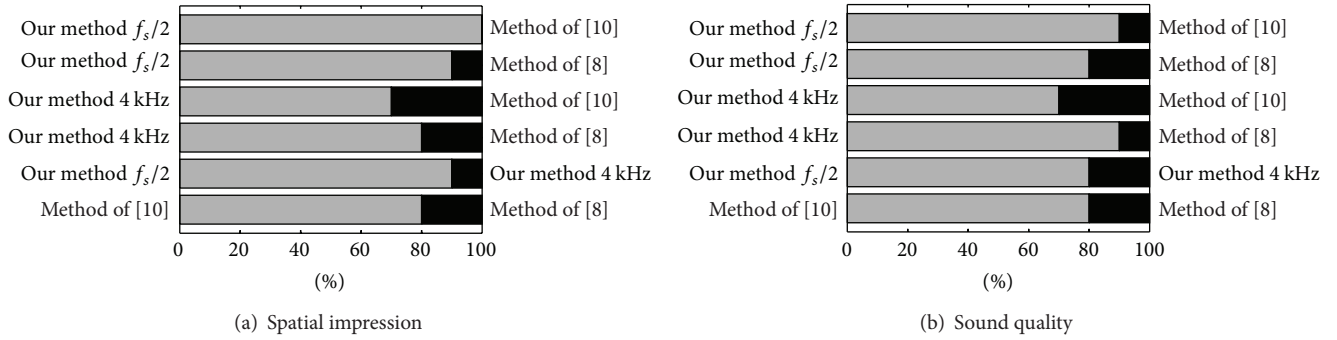 Our method f_s/2 Method of [10]
Our method f_s/2 Method of [8]
Our method 4 kHz Method of [10]
Our method 4 kHz Method of [8]
Our method f_s/2 Our method 4 kHz
Method of [10] Method of [8]
0 20 40 60 80 100
(%)
(a) Spatial impression
Our method f_s/2 Method of [10]
Our method f_s/2 Method of [8]
Our method 4 kHz Method of [10]
Our method 4 kHz Method of [8]
Our method f_s/2 Our method 4 kHz
Method of [10] Method of [8]
0 20 40 60 80 100
(%)
(b) Sound quality